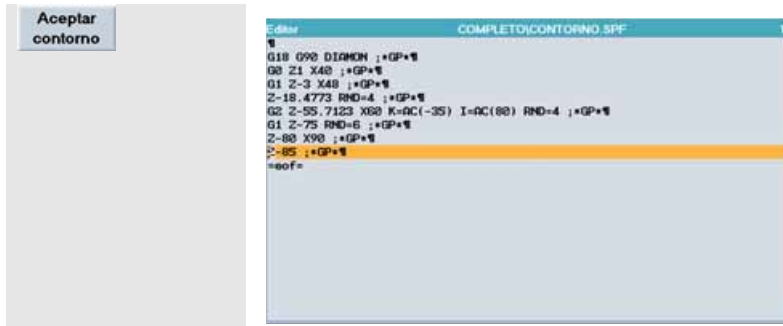 Aceptar
contorno
Editor COMPLETO\CONTORNO.SPF
¶
G18 G90 DIAMON ;*GP*¶
G0 Z1 X40 ;*GP*¶
G1 Z-3 X48 ;*GP*¶
Z-18.4773 RND=4 ;*GP*¶
G2 Z-55.7123 X60 K=AC(-35) I=AC(80) RND=4 ;*GP*¶
G1 Z-75 RND=6 ;*GP*¶
Z-80 X90 ;*GP*¶
Z-85 ;*GP*¶
=eof=